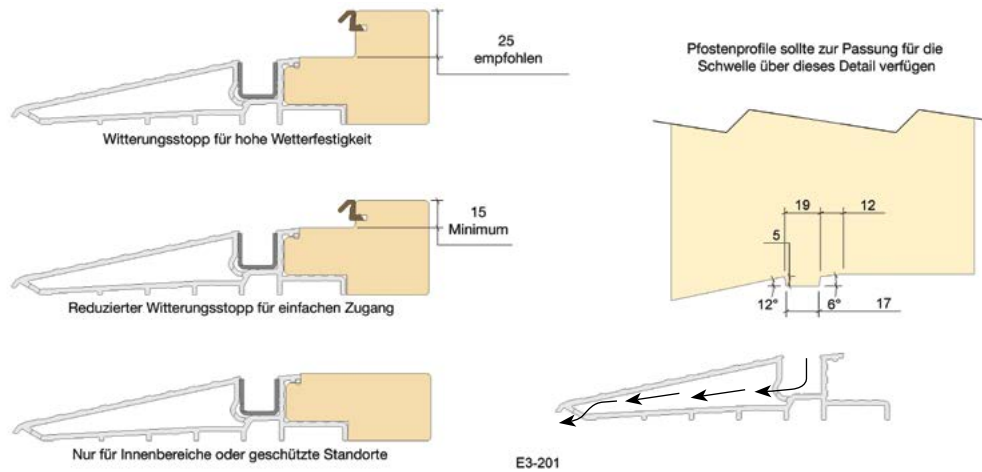 25
empfohlen
Witterungsstopp für hohe Wetterfestigkeit
15
Minimum
Reduzierter Witterungsstopp für einfachen Zugang
Nur für Innenbereiche oder geschützte Standorte
Pfostenprofile sollte zur Passung für die
Schwelle über dieses Detail verfügen
19 12
5
12° 6° 17
E3-201